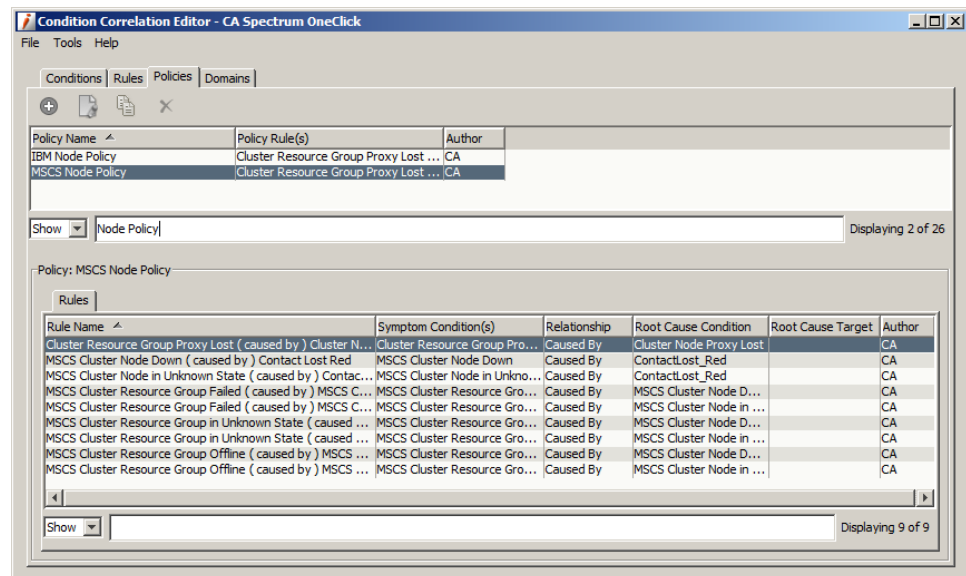 Condition Correlation Editor - CA Spectrum OneClick
File Tools Help
Conditions Rules Policies Domains
Policy Name Policy Rule(s) Author
IBM Node Policy Cluster Resource Group Proxy Lost ... CA
MSCS Node Policy Cluster Resource Group Proxy Lost ... CA
Show Node Policy Displaying 2 of 26
Policy: MSCS Node Policy
Rules
Rule Name Symptom Condition(s) Relationship Root Cause Condition Root Cause Target Author
Cluster Resource Group Proxy Lost ( caused by ) Cluster N... Cluster Resource Group Pro... Caused By Cluster Node Proxy Lost CA
MSCS Cluster Node Down ( caused by ) Contact Lost Red MSCS Cluster Node Down Caused By ContactLost_Red CA
MSCS Cluster Node in Unknown State ( caused by ) Contac... MSCS Cluster Node in Unkno... Caused By ContactLost_Red CA
MSCS Cluster Resource Group Failed ( caused by ) MSCS C... MSCS Cluster Resource Gro... Caused By MSCS Cluster Node D... CA
MSCS Cluster Resource Group Failed ( caused by ) MSCS C... MSCS Cluster Resource Gro... Caused By MSCS Cluster Node in ... CA
MSCS Cluster Resource Group in Unknown State ( caused ... MSCS Cluster Resource Gro... Caused By MSCS Cluster Node D... CA
MSCS Cluster Resource Group in Unknown State ( caused ... MSCS Cluster Resource Gro... Caused By MSCS Cluster Node in ... CA
MSCS Cluster Resource Group Offline ( caused by ) MSCS ... MSCS Cluster Resource Gro... Caused By MSCS Cluster Node D... CA
MSCS Cluster Resource Group Offline ( caused by ) MSCS ... MSCS Cluster Resource Gro... Caused By MSCS Cluster Node in ... CA
Show Displaying 9 of 9